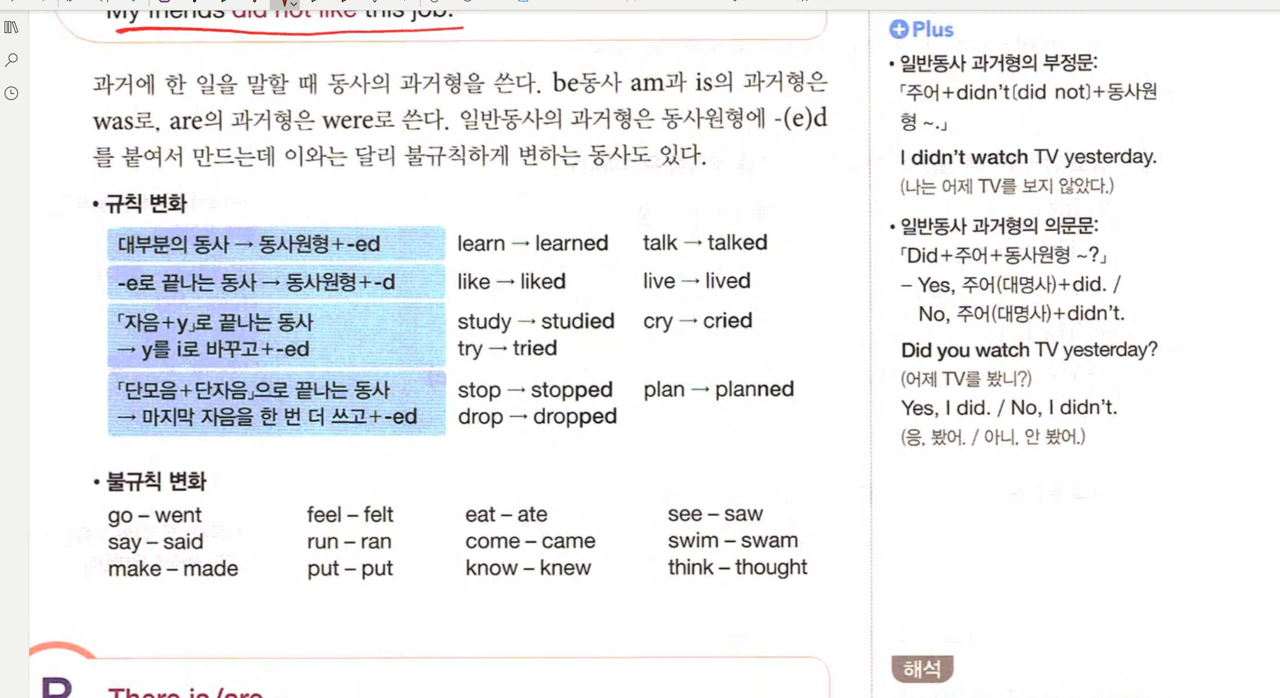 My friends did not like this job.
과거에 한 일을 말할 때 동사의 과거형을 쓴다. be동사 am과 is의 과거형은
was로, are의 과거형은 were로 쓴다. 일반동사의 과거형은 동사원형에 -(e)d
를 붙여서 만드는데 이와는 달리 불규칙하게 변하는 동사도 있다.
• 규칙 변화
대부분의 동사 → 동사원형+-ed learn → learned talk → talked
-e로 끝나는 동사 → 동사원형+-d like → liked live → lived
「자음+y」로 끝나는 동사 study → studied cry → cried
→ y를 i로 바꾸고+-ed try → tried
「단모음+단자음」으로 끝나는 동사 stop → stopped plan → planned
→ 마지막 자음을 한 번 더 쓰고+-ed drop → dropped
• 불규칙 변화
go – went feel – felt eat – ate see – saw
say – said run – ran come – came swim – swam
make – made put – put know – knew think – thought
B There is/are
Plus
• 일반동사 과거형의 부정문:
「주어+didn't(did not)+동사원
형 ~.」
I didn't watch TV yesterday.
(나는 어제 TV를 보지 않았다.)
• 일반동사 과거형의 의문문:
「Did+주어+동사원형 ~?」
– Yes, 주어(대명사)+did. /
No, 주어(대명사)+didn't.
Did you watch TV yesterday?
(어제 TV를 봤니?)
Yes, I did. / No, I didn't.
(응, 봤어. / 아니, 안 봤어.)
해석